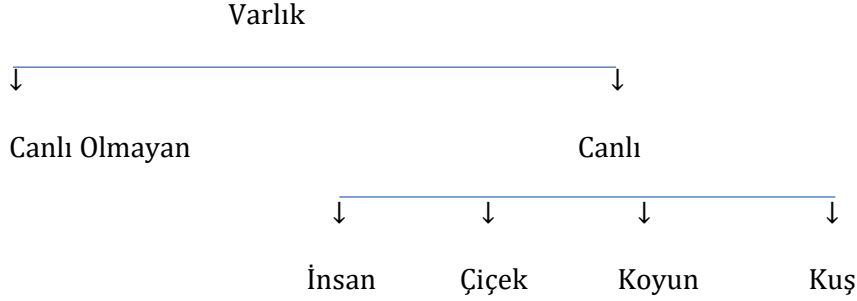 Varlık
↓ ↓
Canlı Olmayan Canlı
↓ ↓ ↓ ↓
İnsan Çiçek Koyun Kuş